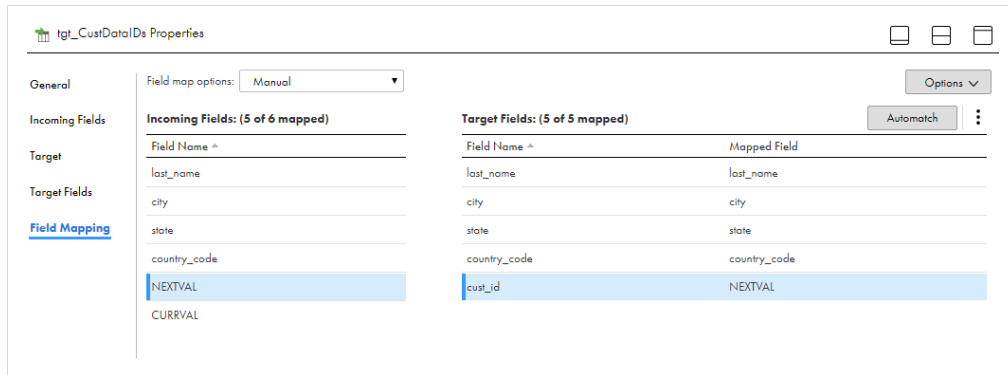 tgt_CustDataIDs Properties
General
Incoming Fields
Target
Target Fields
Field Mapping
Field map options: Manual
Options
Incoming Fields: (5 of 6 mapped)
Field Name
last_name
city
state
country_code
NEXTVAL
CURRVAL
Target Fields: (5 of 5 mapped)
Automatch
Field Name Mapped Field
last_name last_name
city city
state state
country_code country_code
cust_id NEXTVAL